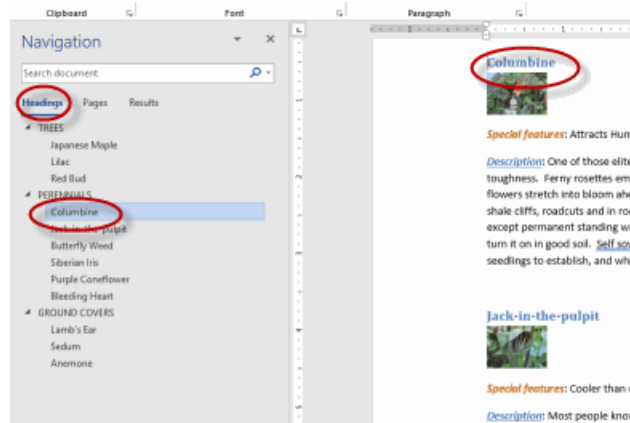 Clipboard Font Paragraph
Navigation
Search document
Headings Pages Results
TREES
Japanese Maple
Lilac
Red Bud
PERENNIALS
Columbine
Jack-in-the-pulpit
Butterfly Weed
Siberian Iris
Purple Coneflower
Bleeding Heart
GROUND COVERS
Lamb's Ear
Sedum
Anemone
Columbine
Special features: Attracts Hum
Description: One of those elite
toughness. Ferny rosettes em
flowers stretch into bloom ahe
shale cliffs, roadcuts and in ro
except permanent standing w
turn it on in good soil. Self so
seedlings to establish, and whi
Jack-in-the-pulpit
Special features: Cooler than
Description: Most people kno